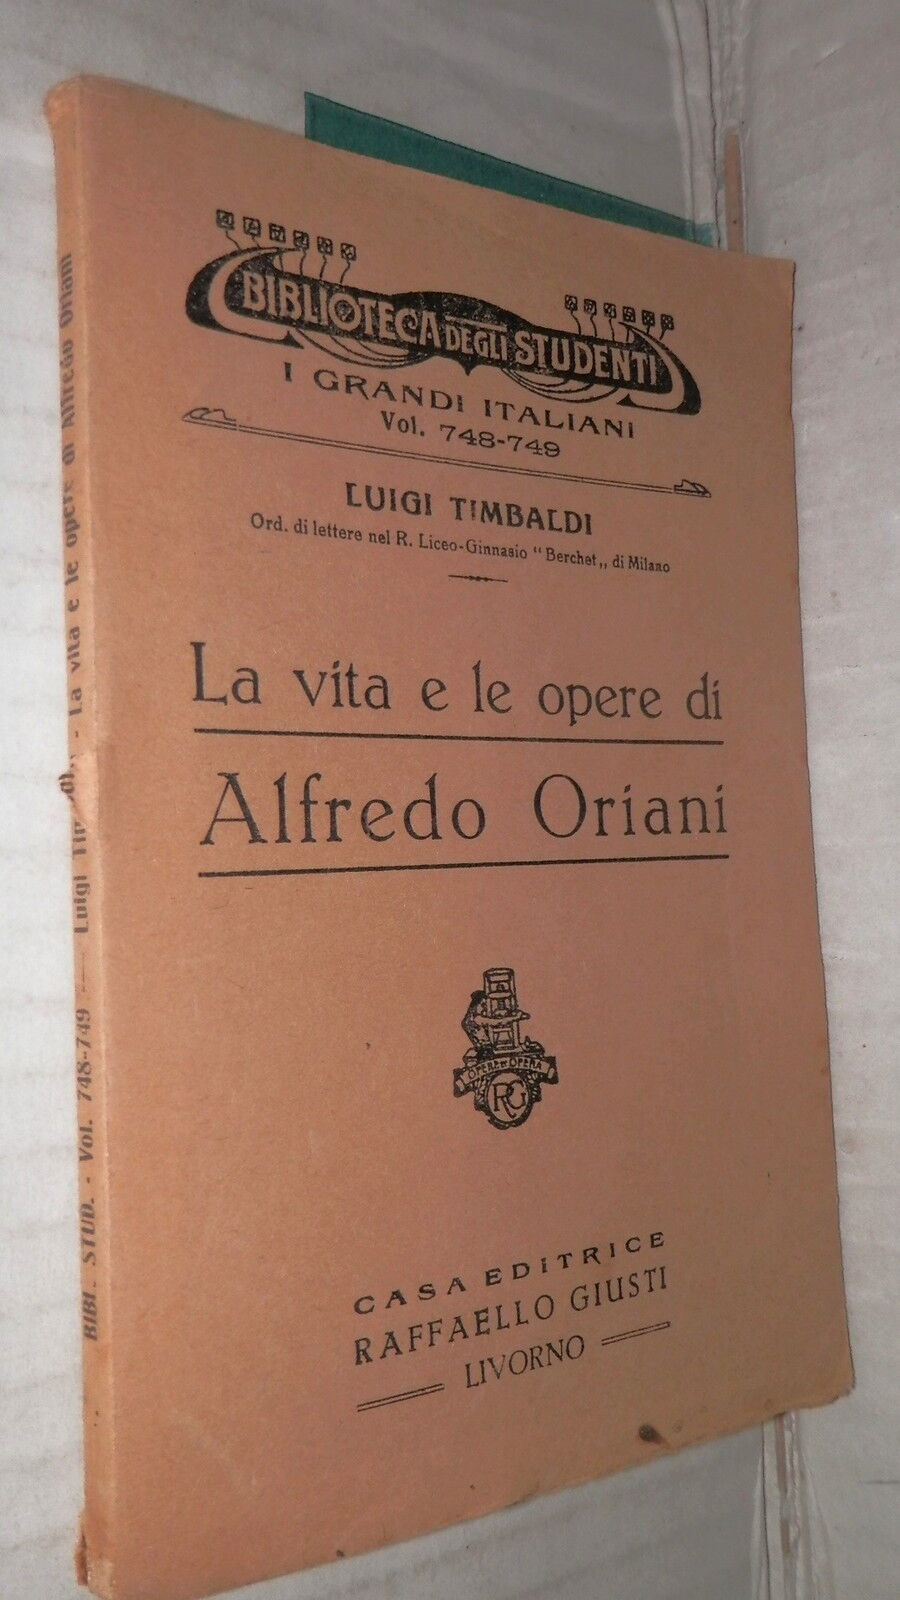 BIBLIOTECA DEGLI STUDENTI
I GRANDI ITALIANI
Vol. 748-749
LUIGI TIMBALDI
Ord. di lettere nel R. Liceo-Ginnasio "Berchet„ di Milano
La vita e le opere di
Alfredo Oriani
OPERE ET OPERA
RG
CASA EDITRICE
RAFFAELLO GIUSTI
LIVORNO
BIBL. STUD. - Vol. 748-749 — Luigi - La vita e le opere di Alfredo Oriani